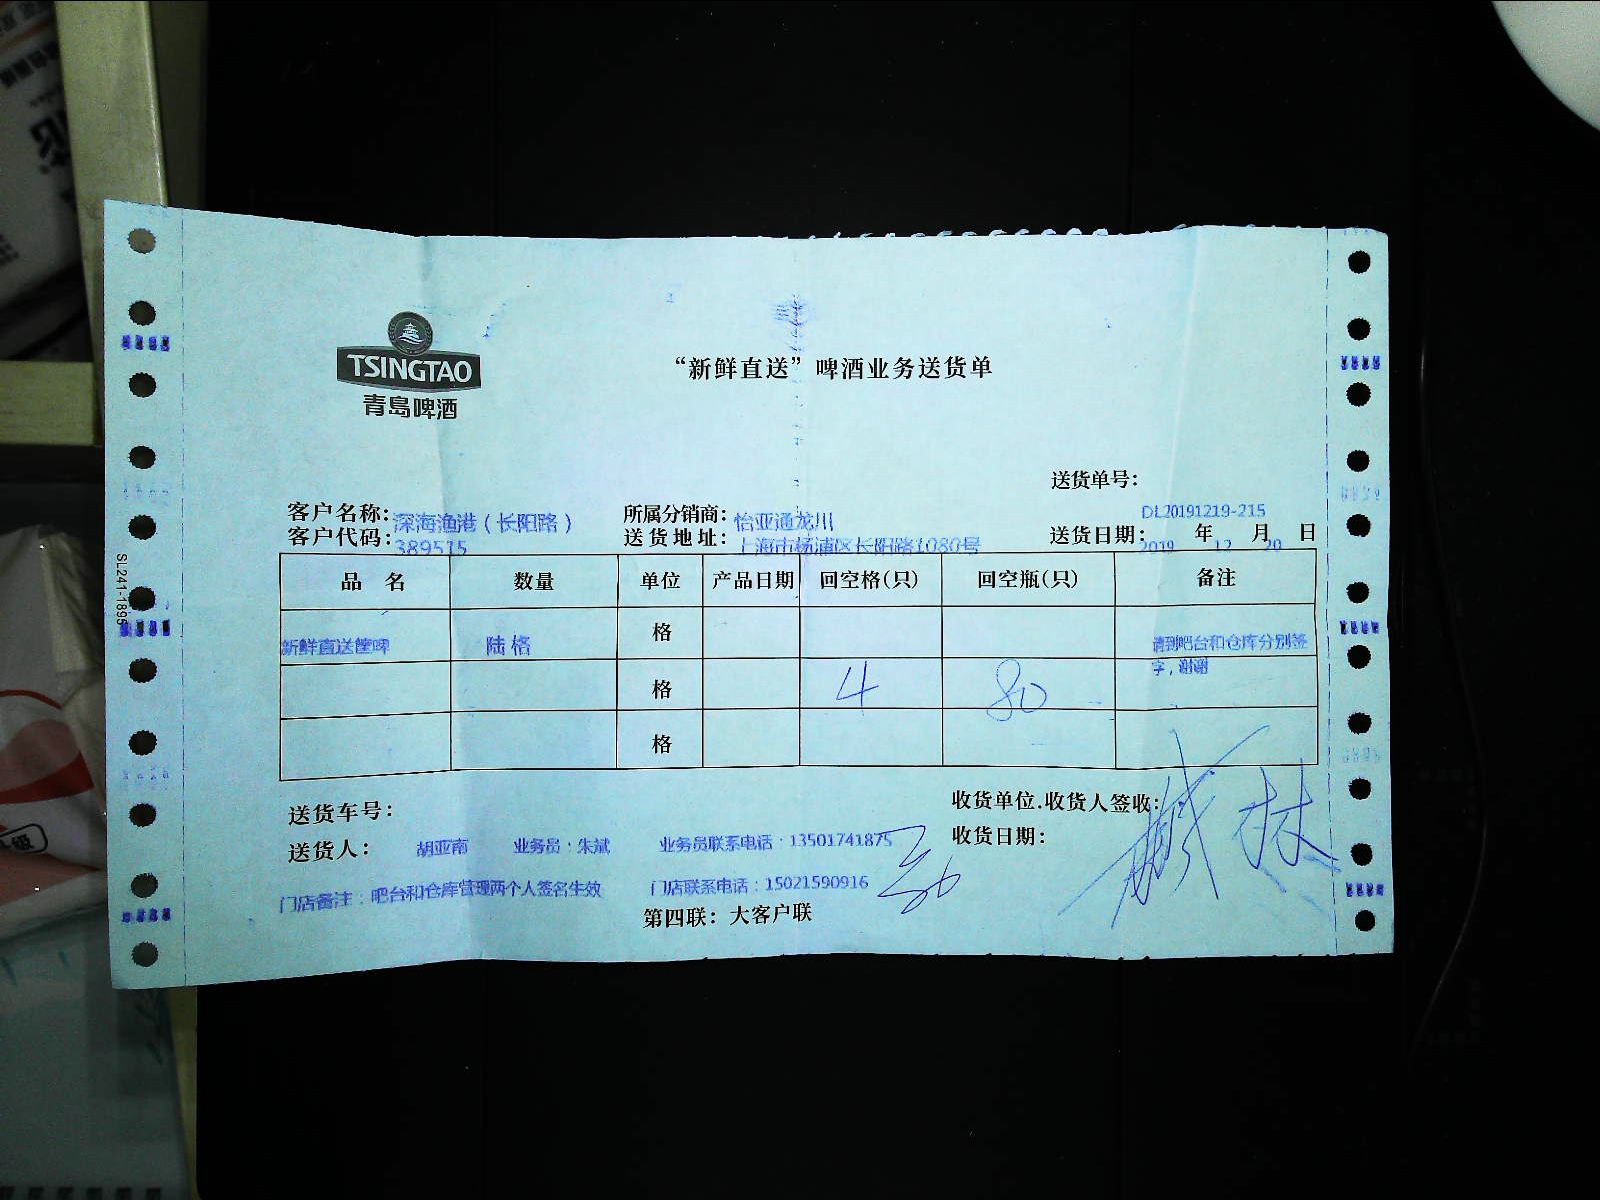 TSINGTAO
青岛啤酒
“新鲜直送”啤酒业务送货单
送货单号：
DL20191219-215
客户名称：深海渔港（长阳路） 所属分销商：怡亚通龙川
客户代码：389515 送货地址：上海市杨浦区长阳路1080号 送货日期：2019 年 12 月 20 日
品 名 数量 单位 产品日期 回空格(只) 回空瓶(只) 备注
新鲜直送筐啤 陆格 格 请到吧台和仓库分别签
字，谢谢
格 4 80
格
送货车号： 收货单位.收货人签收：
送货人： 胡亚南 业务员：朱斌 业务员联系电话：13501741875 收货日期：
门店备注：吧台和仓库管理两个人签名生效 门店联系电话：15021590916
第四联：大客户联
SL241-1895